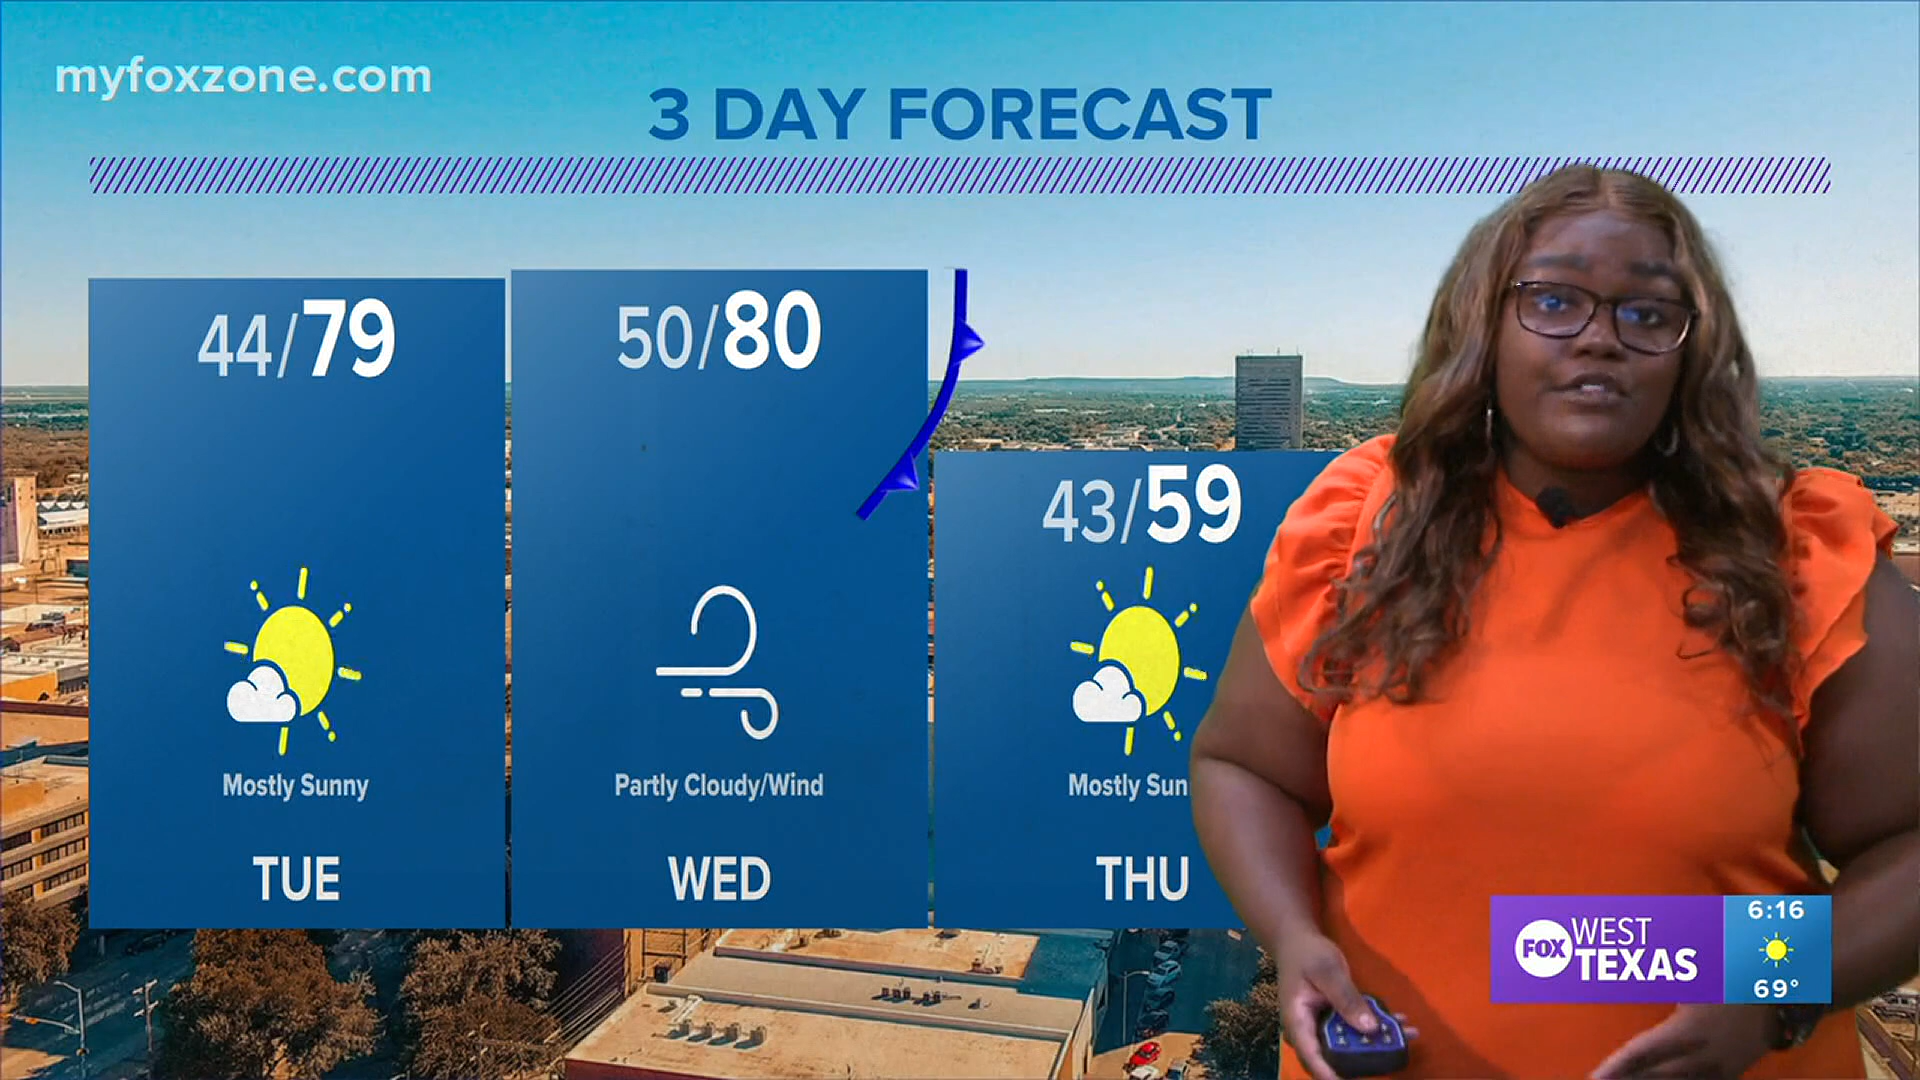 myfoxzone.com
3 DAY FORECAST
44/79
Mostly Sunny
TUE
50/80
Partly Cloudy/Wind
WED
43/59
Mostly Sun
THU
FOX
WEST
TEXAS
6:16
69°